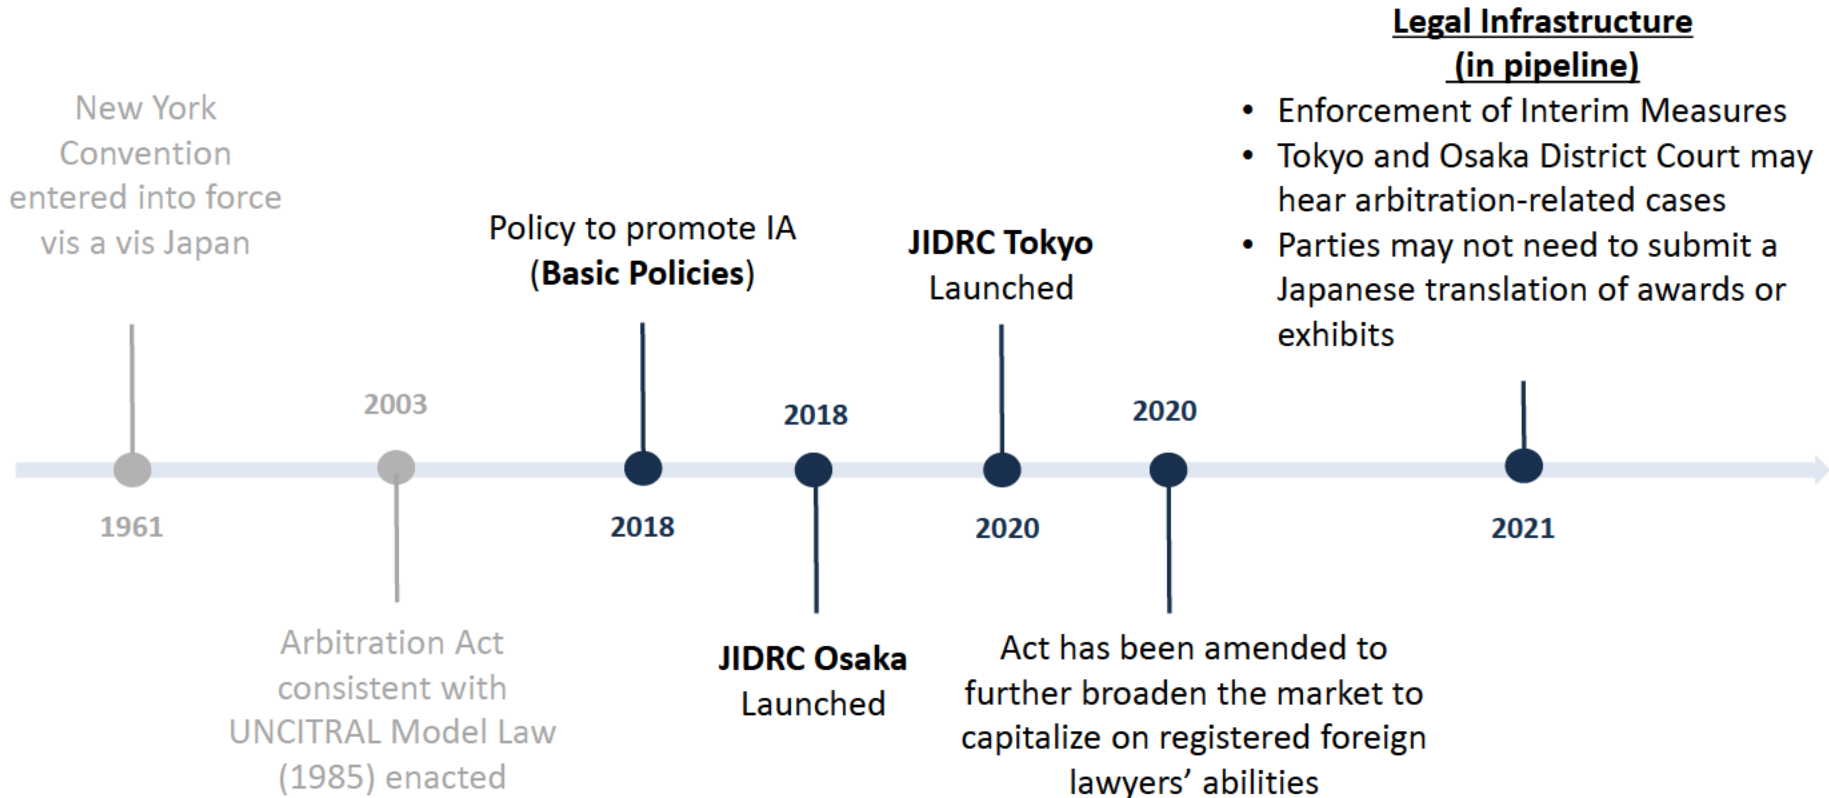 New York
Convention
entered into force
vis a vis Japan
1961
2003
Arbitration Act
consistent with
UNCITRAL Model Law
(1985) enacted
Policy to promote IA
(Basic Policies)
2018
2018
JIDRC Osaka
Launched
JIDRC Tokyo
Launched
2020
2020
Act has been amended to
further broaden the market to
capitalize on registered foreign
lawyers’ abilities
Legal Infrastructure
(in pipeline)
• Enforcement of Interim Measures
• Tokyo and Osaka District Court may
hear arbitration-related cases
• Parties may not need to submit a
Japanese translation of awards or
exhibits
2021